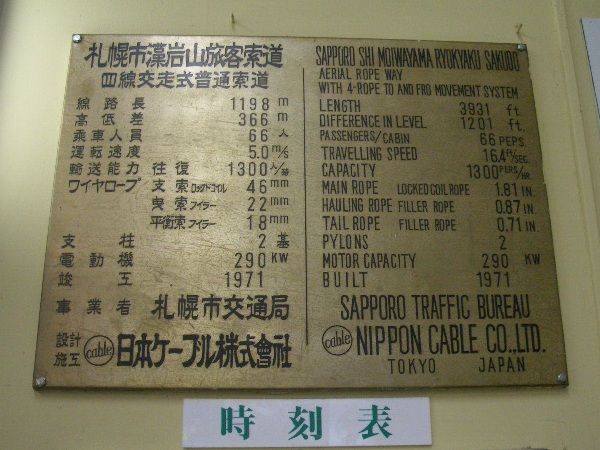 札幌市藻岩山旅客索道
四線交走式普通索道
線路長 1198 m
高低差 366 m
乗車人員 66 人
運転速度 5.0 m/s
輸送能力 往復 1300 人/時
ワイヤロープ 支索 ロックドコイル 46 mm
曳索 フイラー 22 mm
平衡索 フイラー 18 mm
支柱 2 基
電動機 290 KW
竣工 1971
事業者 札幌市交通局
設計施工 cable 日本ケーブル株式會社
SAPPORO SHI MOIWAYAMA RYOKYAKU SAKUDO
AERIAL ROPE WAY
WITH 4-ROPE TO AND FRO MOVEMENT SYSTEM
LENGTH 3931 ft.
DIFFERENCE IN LEVEL 1201 ft.
PASSENGERS/CABIN 66 PEPS.
TRAVELLING SPEED 16.4 ft/SEC.
CAPACITY 1300 PERS/HR
MAIN ROPE LOCKED COIL ROPE 1.81 IN.
HAULING ROPE FILLER ROPE 0.87 IN.
TAIL ROPE FILLER ROPE 0.71 IN.
PYLONS 2
MOTOR CAPACITY 290 KW
BUILT 1971
SAPPORO TRAFFIC BUREAU
cable NIPPON CABLE CO.,LTD.
TOKYO JAPAN
時刻表